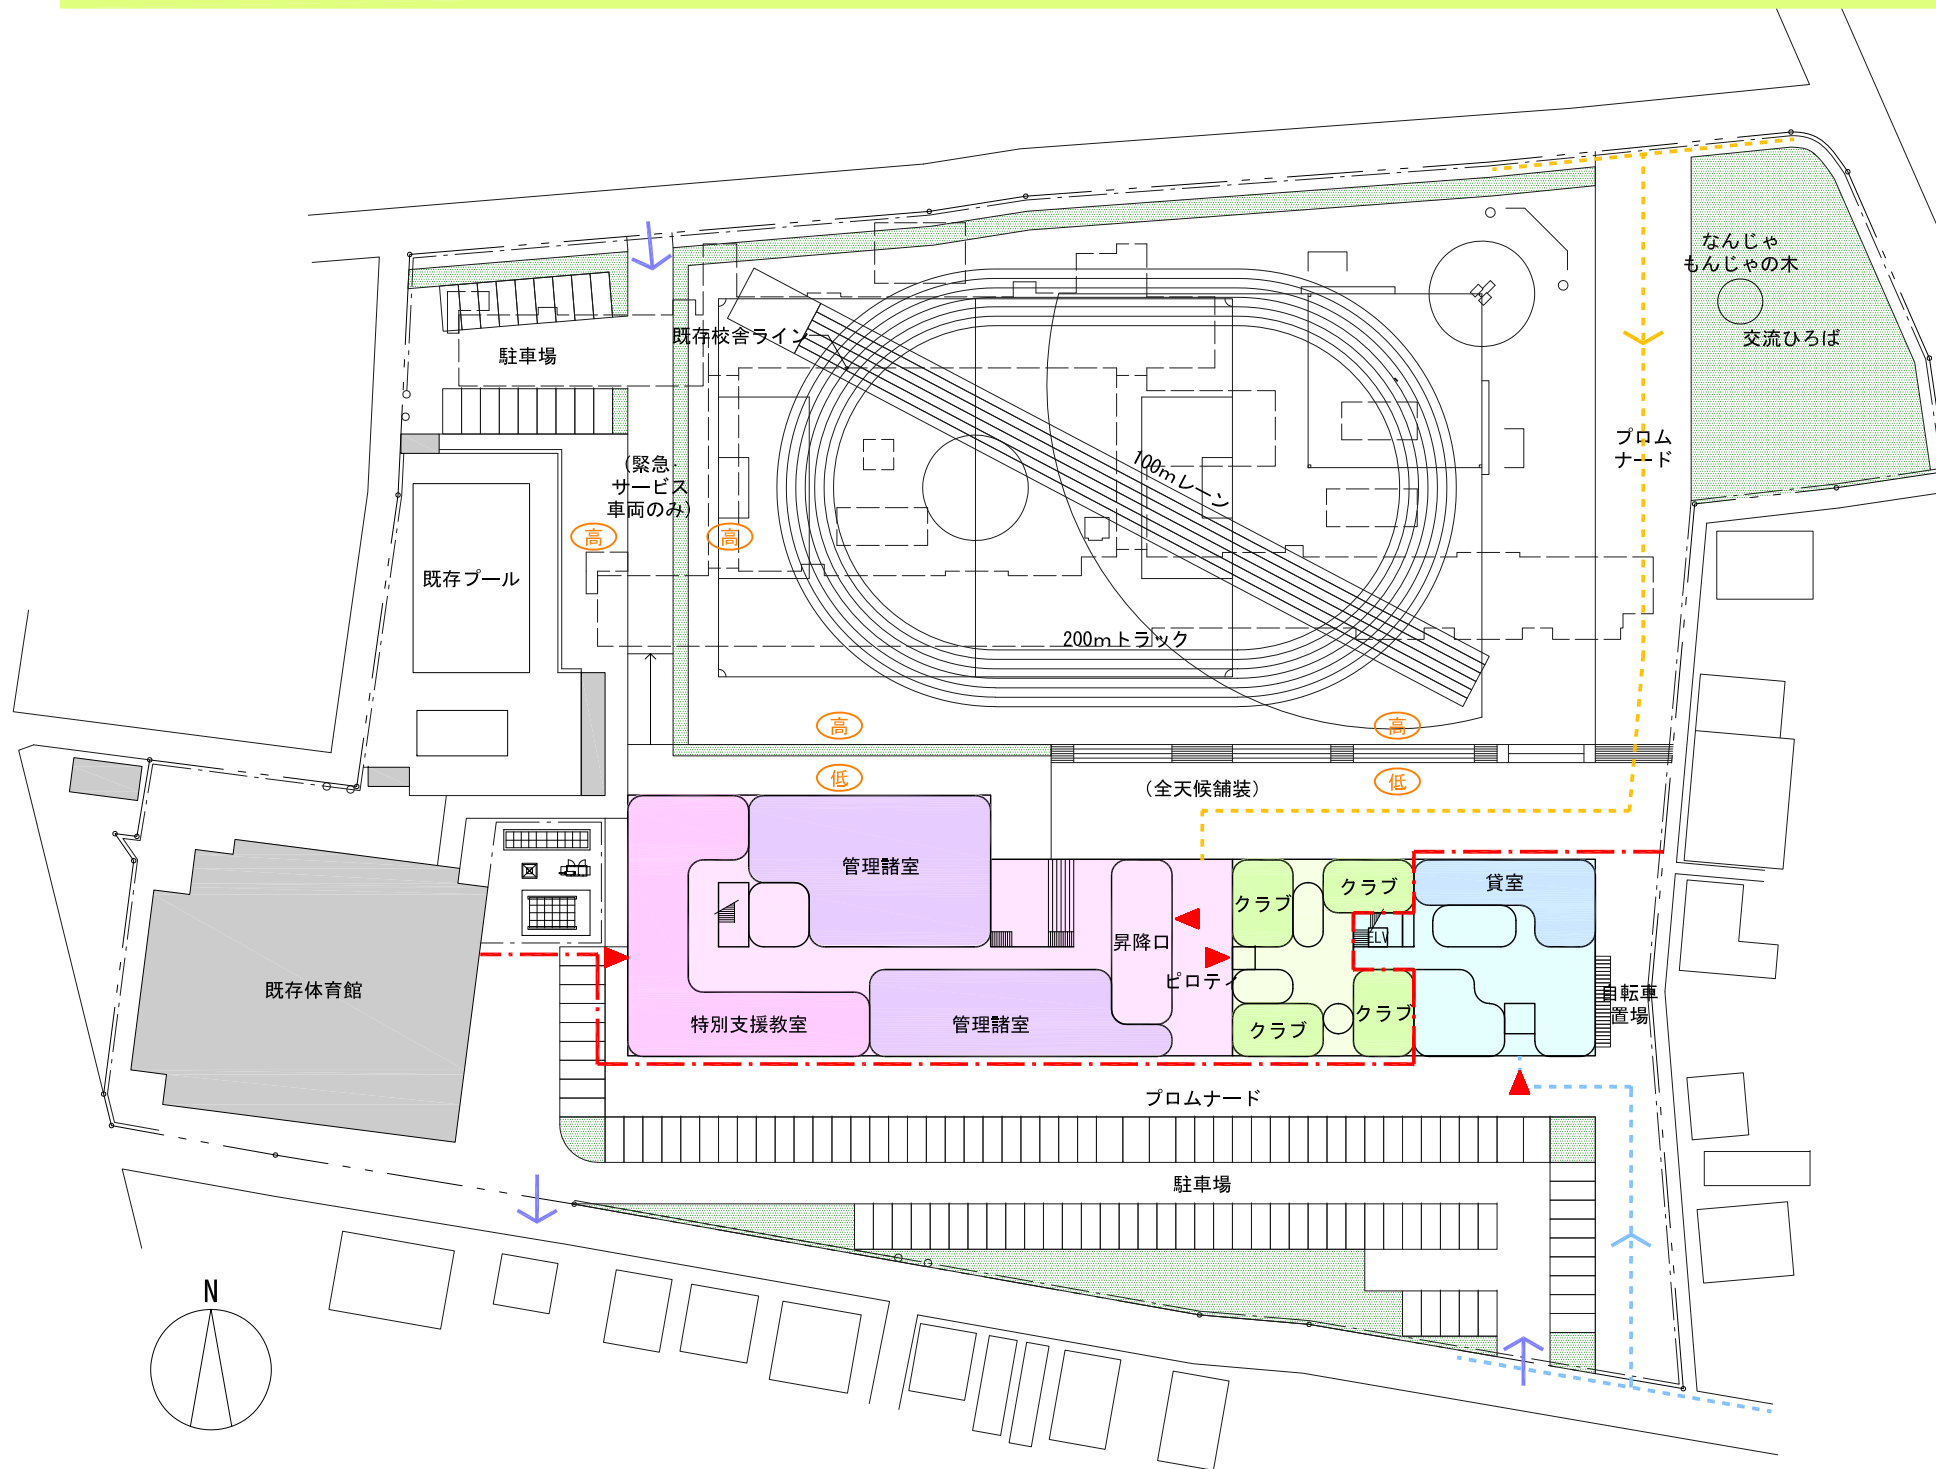 なんじゃ
もんじゃの木
既存校舎ライン
交流ひろば
駐車場
プロム
ナード
(緊急・
サービス
車両のみ)
100mレーン
高
高
既存プール
200mトラック
高
高
低
低
(全天候舗装)
管理諸室
貸室
クラブ
クラブ
ELV
昇降口
ピロティ
既存体育館
自転車
置場
特別支援教室
管理諸室
クラブ
クラブ
プロムナード
駐車場
N